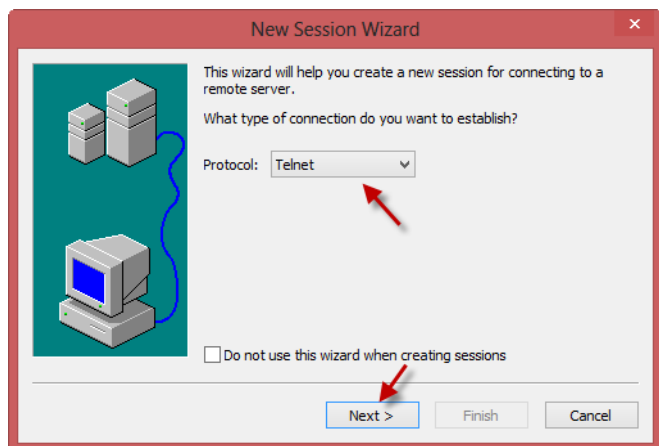 New Session Wizard
This wizard will help you create a new session for connecting to a
remote server.
What type of connection do you want to establish?
Protocol: Telnet
Do not use this wizard when creating sessions
Next > Finish Cancel